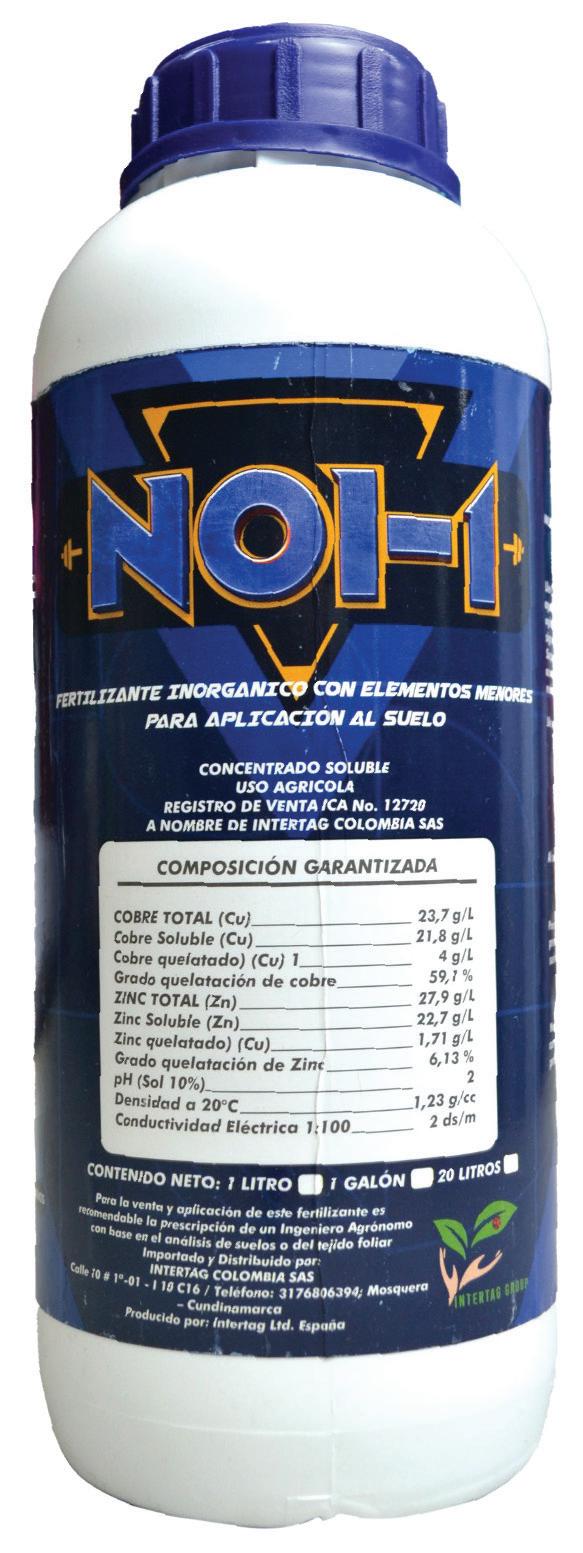 NOI-1
FERTILIZANTE INORGANICO CON ELEMENTOS MENORES
PARA APLICACIÓN AL SUELO
CONCENTRADO SOLUBLE
USO AGRICOLA
REGISTRO DE VENTA ICA No. 12720
A NOMBRE DE INTERTAG COLOMBIA SAS
COMPOSICIÓN GARANTIZADA
COBRE TOTAL (Cu) 23,7 g/L
Cobre Soluble (Cu) 21,8 g/L
Cobre quelatado) (Cu) 1 4 g/L
Grado quelatación de cobre 59,1 %
ZINC TOTAL (Zn) 27,9 g/L
Zinc Soluble (Zn) 22,7 g/L
Zinc quelatado) (Cu) 1,71 g/L
Grado quelatación de Zinc 6,13 %
pH (Sol 10%) 2
Densidad a 20°C 1,23 g/cc
Conductividad Eléctrica 1:100 2 ds/m
CONTENIDO NETO: 1 LITRO 1 GALÓN 20 LITROS
Para la venta y aplicación de este fertilizante es
recomendable la prescripción de un Ingeniero Agrónomo
con base en el análisis de suelos o del tejido foliar
Importado y Distribuido por:
INTERTAG COLOMBIA SAS
Calle 10 # 1ª-01 - I 18 C16 / Teléfono: 3176806394; Mosquera
– Cundinamarca
Producido por: Intertag Ltd. España
INTERTAG GROUP